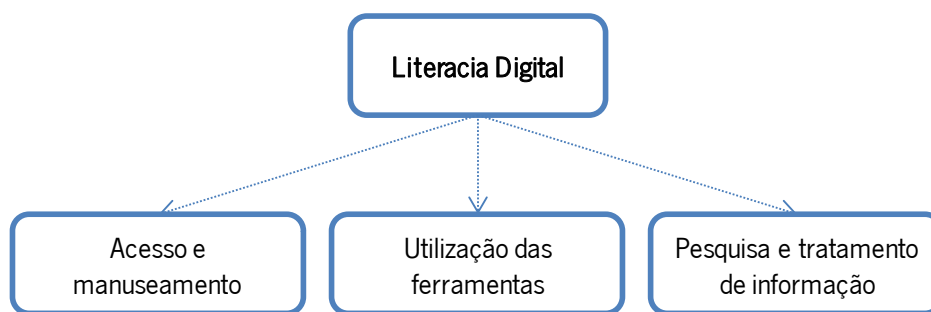 Literacia Digital
Acesso e
manuseamento
Utilização das
ferramentas
Pesquisa e tratamento
de informação